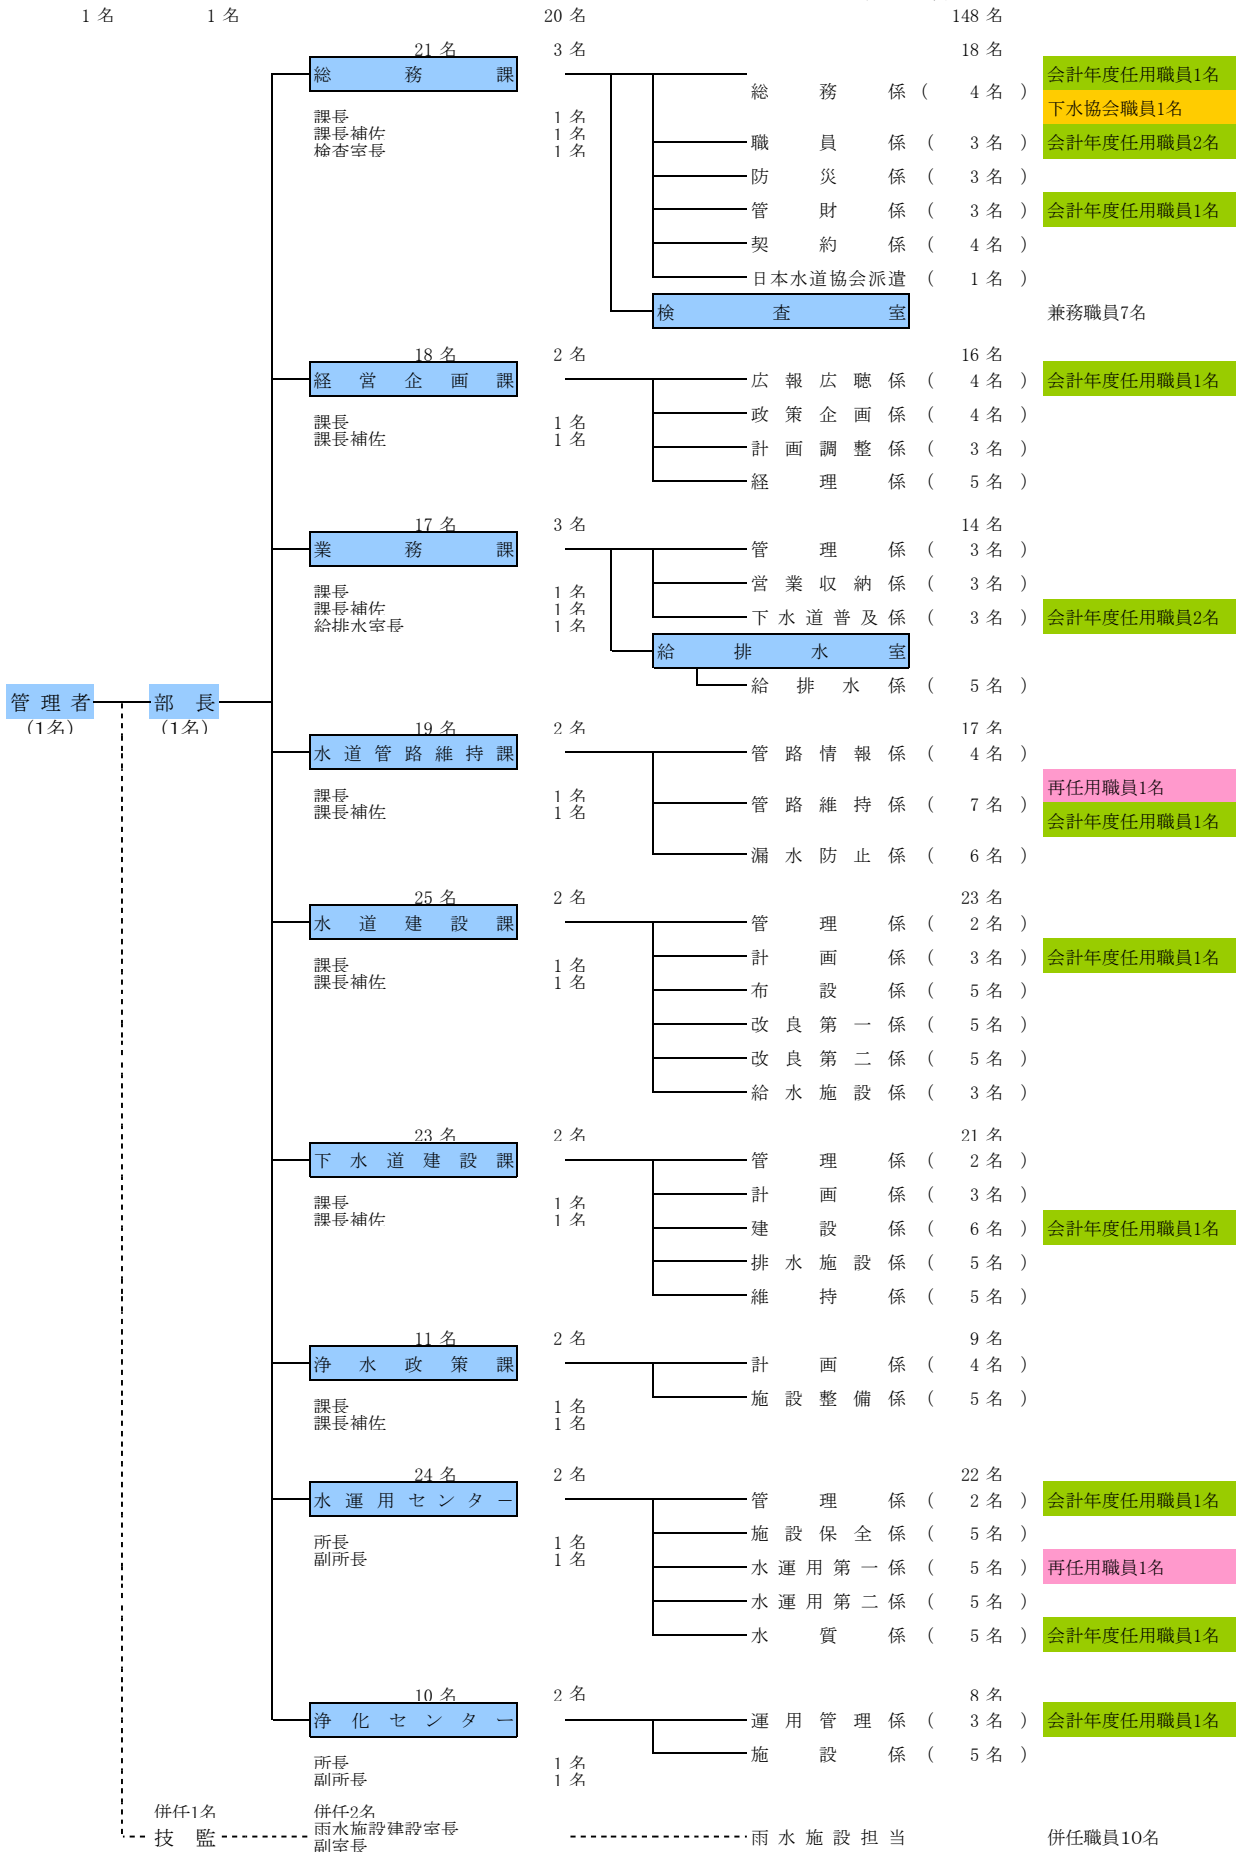 1 名 1 名 20 名 148 名
21 名 3 名 18 名
総務課 総務係 ( 4 名 ) 会計年度任用職員1名
下水協会職員1名
課長 1 名
課長補佐 1 名
検査室長 1 名
職員係 ( 3 名 ) 会計年度任用職員2名
防災係 ( 3 名 )
管財係 ( 3 名 ) 会計年度任用職員1名
契約係 ( 4 名 )
日本水道協会派遣 ( 1 名 )
検査室 兼務職員7名
18 名 2 名 16 名
経営企画課 広報広聴係 ( 4 名 ) 会計年度任用職員1名
課長 1 名
課長補佐 1 名
政策企画係 ( 4 名 )
計画調整係 ( 3 名 )
経理係 ( 5 名 )
17 名 3 名 14 名
業務課 管理係 ( 3 名 )
課長 1 名
課長補佐 1 名
給排水室長 1 名
営業収納係 ( 3 名 )
下水道普及係 ( 3 名 ) 会計年度任用職員2名
給排水室
給排水係 ( 5 名 )
管理者 部長
(1名) (1名)
19 名 2 名 17 名
水道管路維持課 管路情報係 ( 4 名 )
課長 1 名
課長補佐 1 名
再任用職員1名
管路維持係 ( 7 名 )
会計年度任用職員1名
漏水防止係 ( 6 名 )
25 名 2 名 23 名
水道建設課 管理係 ( 2 名 )
課長 1 名
課長補佐 1 名
計画係 ( 3 名 ) 会計年度任用職員1名
布設係 ( 5 名 )
改良第一係 ( 5 名 )
改良第二係 ( 5 名 )
給水施設係 ( 3 名 )
23 名 2 名 21 名
下水道建設課 管理係 ( 2 名 )
課長 1 名
課長補佐 1 名
計画係 ( 3 名 )
建設係 ( 6 名 ) 会計年度任用職員1名
排水施設係 ( 5 名 )
維持係 ( 5 名 )
11 名 2 名 9 名
浄水政策課 計画係 ( 4 名 )
課長 1 名
課長補佐 1 名
施設整備係 ( 5 名 )
24 名 2 名 22 名
水運用センター 管理係 ( 2 名 ) 会計年度任用職員1名
所長 1 名
副所長 1 名
施設保全係 ( 5 名 )
水運用第一係 ( 5 名 ) 再任用職員1名
水運用第二係 ( 5 名 )
水質係 ( 5 名 ) 会計年度任用職員1名
10 名 2 名 8 名
浄化センター 運用管理係 ( 3 名 ) 会計年度任用職員1名
所長 1 名
副所長 1 名
施設係 ( 5 名 )
併任1名 併任2名
技監 雨水施設建設室長 雨水施設担当 併任職員10名
副室長